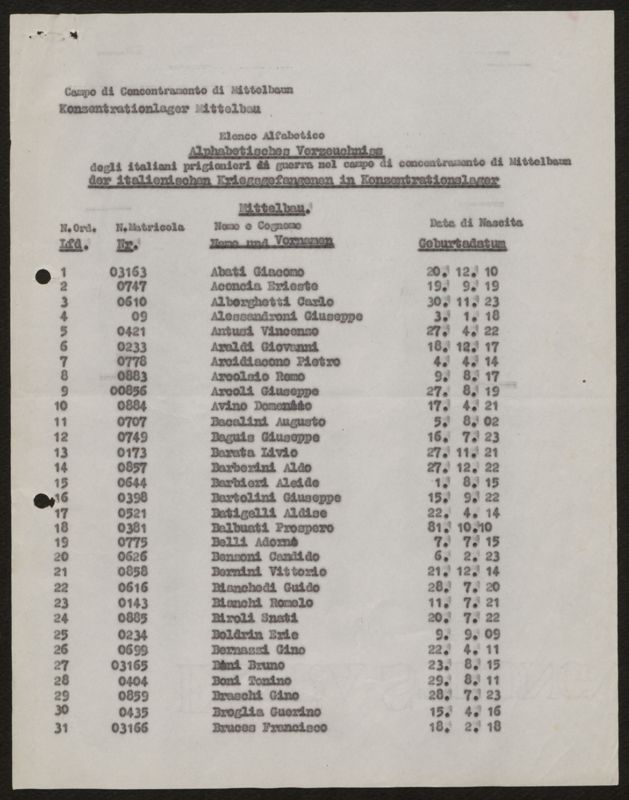 Campo di Concentramento di Mittelbaum
Konzentrationlager Mittelbau
Elenco Alfabetico
Alphabetisches Verzeuchniss
degli italiani prigionieri di guerra nel campo di concentramento di Mittelbaum
der italienischen Kriegsgefangenen in Konzentrationslager
Mittelbau.
N.Ord. N.Matricola Nome e Cognome Data di Nascita
Lfd. Nr. Name und Vornamen Geburtsdatum
1 03163 Abati Giacomo 20. 12. 10
2 0747 Aconcia Erieste 19. 9. 19
3 0610 Alberghetti Carlo 30. 11. 23
4 09 Alessandroni Giuseppe 3. 1. 18
5 0421 Antusi Vincenzo 27. 4. 22
6 0233 Araldi Giovanni 18. 12. 17
7 0778 Arcidiacono Pietro 4. 4. 14
8 0883 Arcolsio Remo 9. 8. 17
9 00856 Arcoli Giuseppe 27. 8. 19
10 0884 Avino 17. 4. 21
11 0707 Bacalini Augusto 5. 8. 02
12 0749 Baguis Giuseppe 16. 7. 23
13 0173 Barata Livio 27. 11. 21
14 0857 Barberini Aldo 27. 12. 22
15 0644 Barbieri Alcide 1. 8. 15
16 0398 Bartolini Giuseppe 15. 9. 22
17 0521 Batigelli Aldise 22. 4. 14
18 0381 Balbusti Prospero 81. 10.10
19 0775 Belli 7. 7. 15
20 0626 Benzoni Candido 6. 2. 23
21 0858 Bernini Vittorio 21. 12. 14
22 0616 Bianchedi Guido 28. 7. 20
23 0143 Bianchi Romolo 11. 7. 21
24 0885 Biroli Snati 20. 7. 22
25 0234 Boldrin Eric 9. 9. 09
26 0699 Bernazzi Gino 22. 4. 11
27 03165 Bruno 23. 8. 15
28 0404 Boni Tonino 29. 8. 11
29 0859 Braschi Gino 28. 7. 23
30 0435 Broglia Guerino 15. 4. 16
31 03166 Bruces Francisco 18. 2. 18